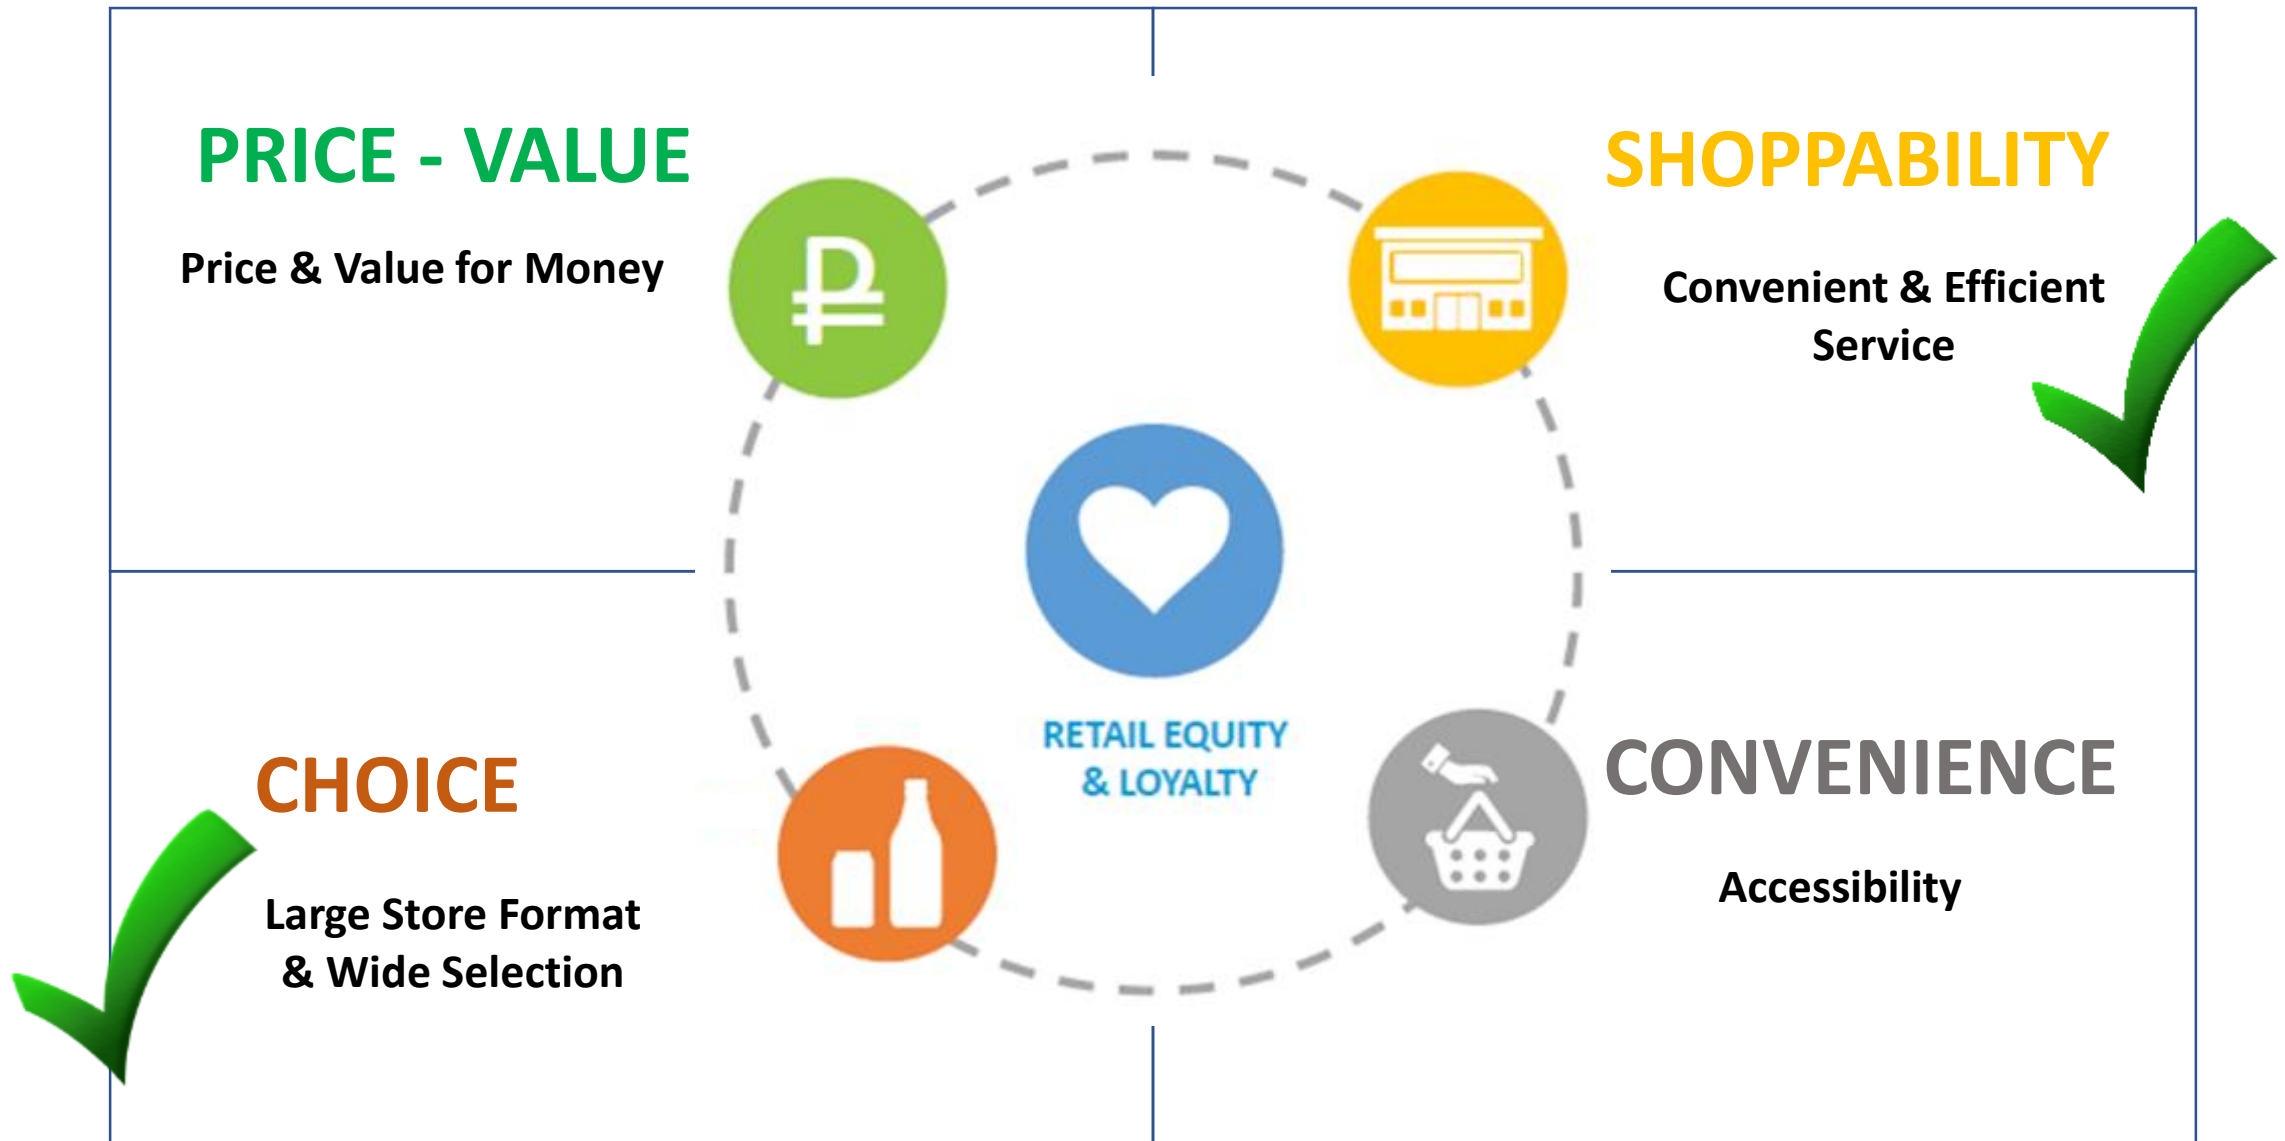 PRICE - VALUE
Price & Value for Money
₽
SHOPPABILITY
Convenient & Efficient
Service
RETAIL EQUITY
& LOYALTY
CHOICE
Large Store Format
& Wide Selection
CONVENIENCE
Accessibility